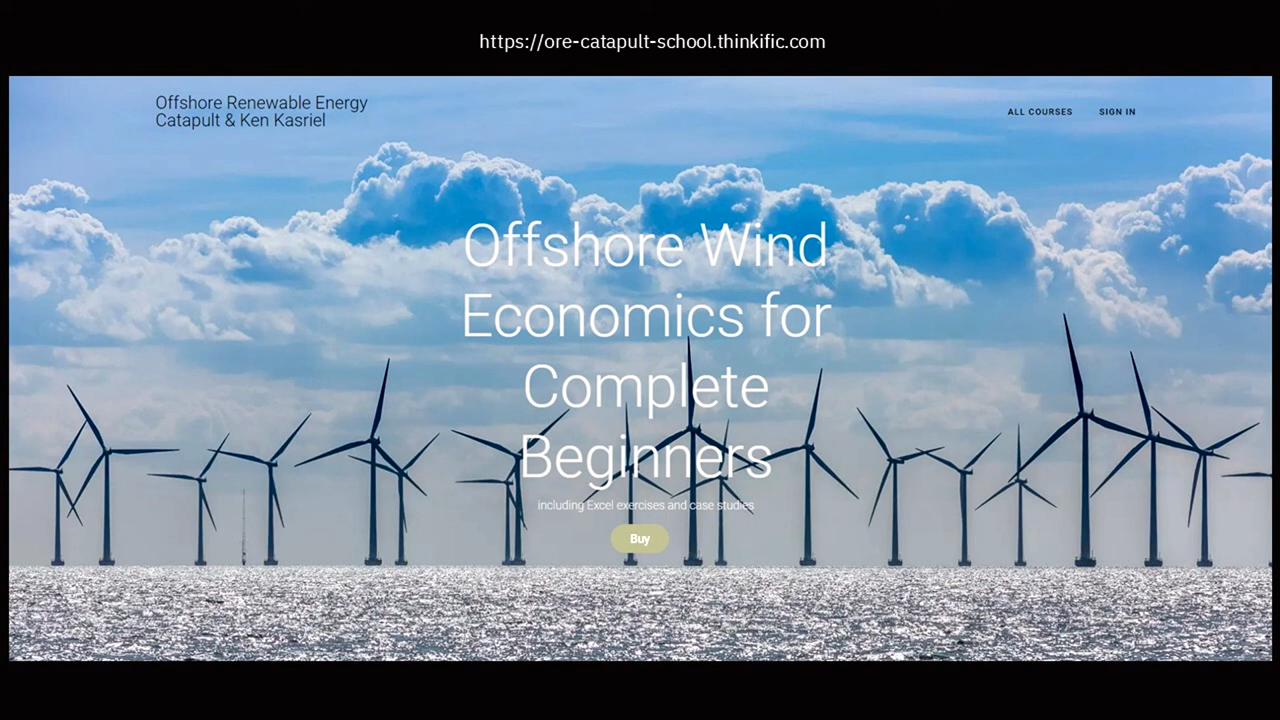 https://ore-catapult-school.thinkific.com
Offshore Renewable Energy
Catapult & Ken Kasriel
ALL COURSES SIGN IN
Offshore Wind
Economics for
Complete
Beginners
including Excel exercises and case studies
Buy